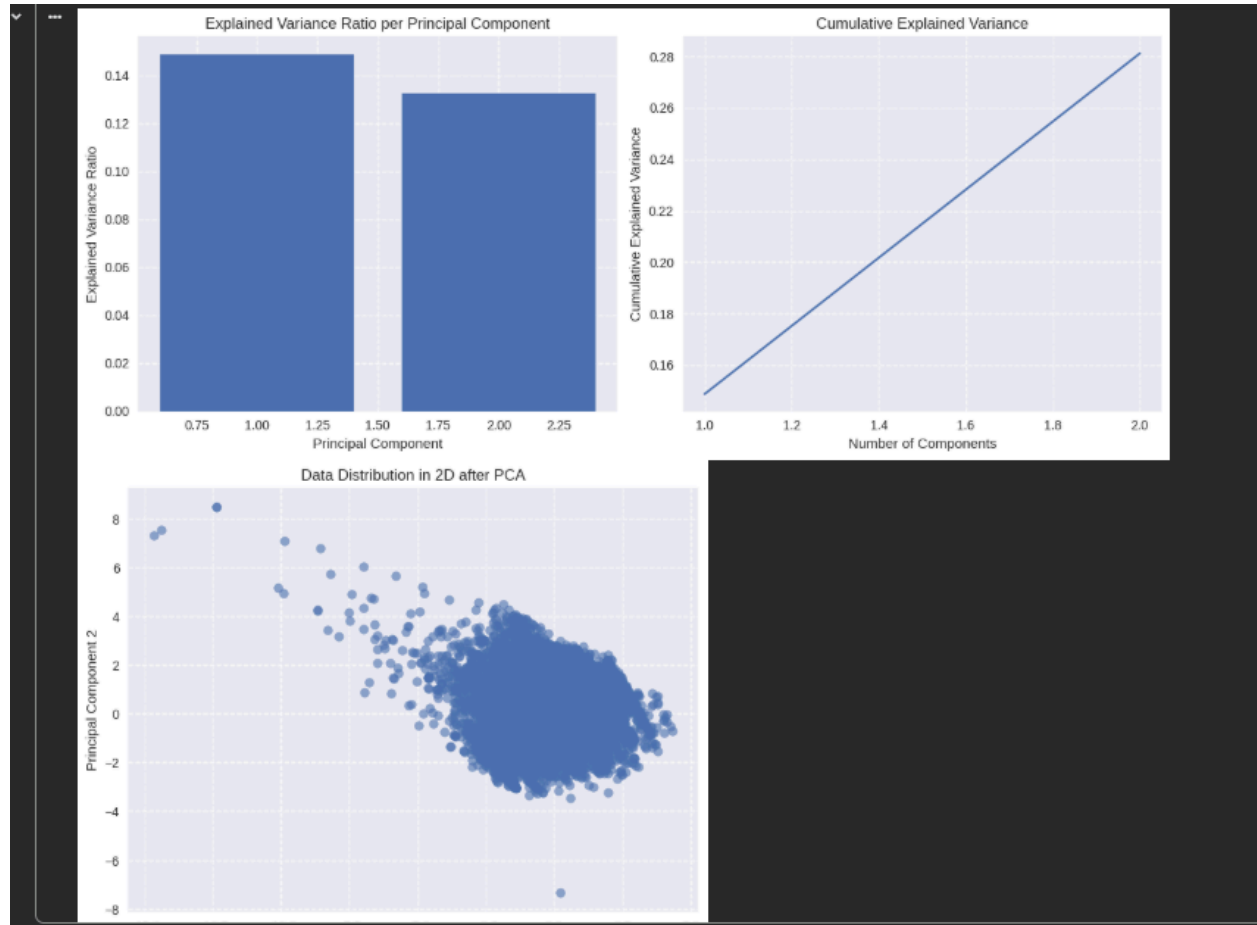 Explained Variance Ratio per Principal Component
Explained Variance Ratio
0.14
0.12
0.10
0.08
0.06
0.04
0.02
0.00
0.75 1.00 1.25 1.50 1.75 2.00 2.25
Principal Component
Cumulative Explained Variance
Cumulative Explained Variance
0.28
0.26
0.24
0.22
0.20
0.18
0.16
1.0 1.2 1.4 1.6 1.8 2.0
Number of Components
Data Distribution in 2D after PCA
Principal Component 2
8
6
4
2
0
−2
−4
−6
−8